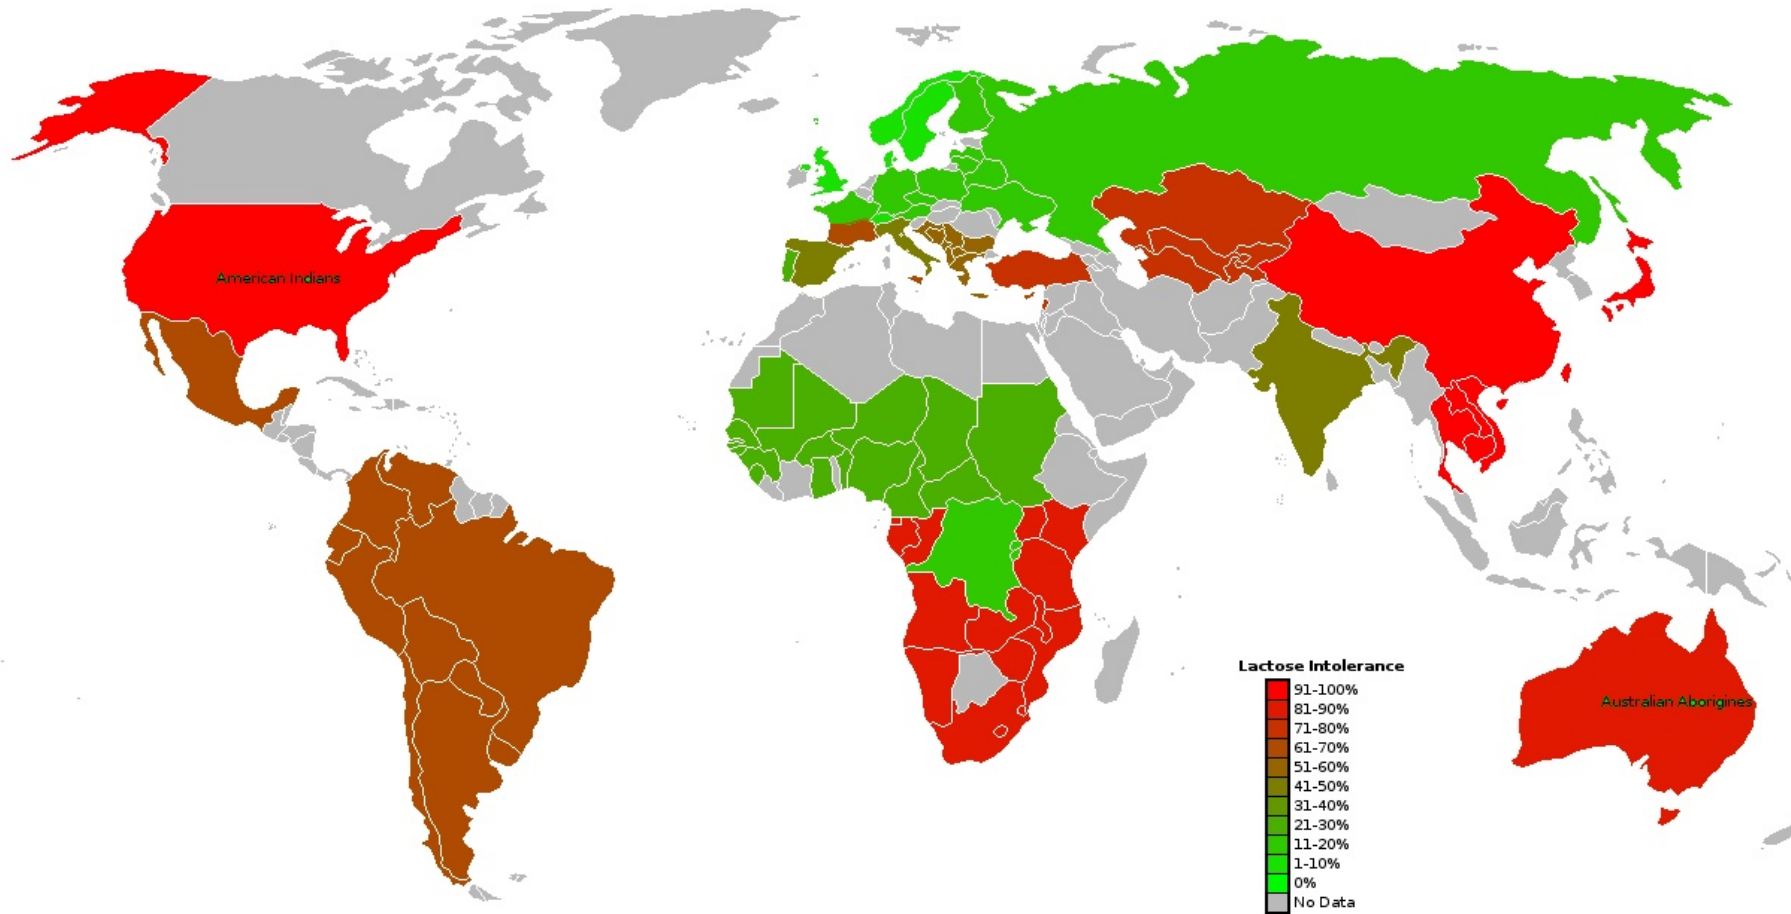 American Indians
Lactose Intolerance
91-100%
81-90%
71-80%
61-70%
51-60%
41-50%
31-40%
21-30%
11-20%
1-10%
0%
No Data
Australian Aborigines